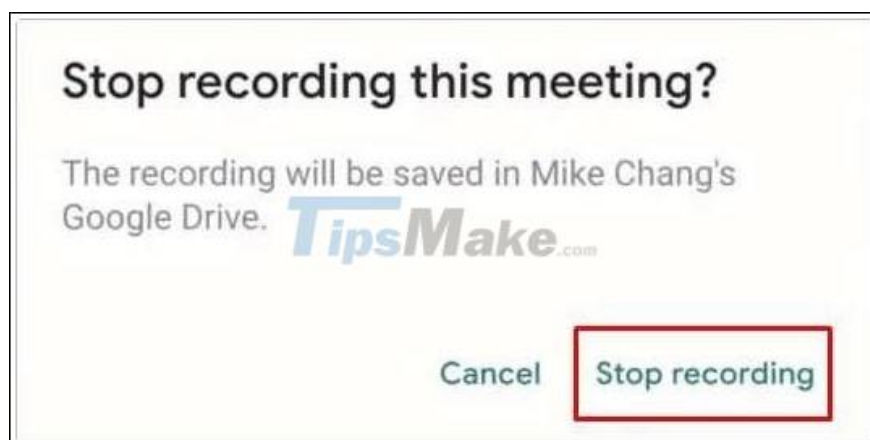 Stop recording this meeting?
The recording will be saved in Mike Chang's
Google Drive.
TipsMake.com
Cancel
Stop recording